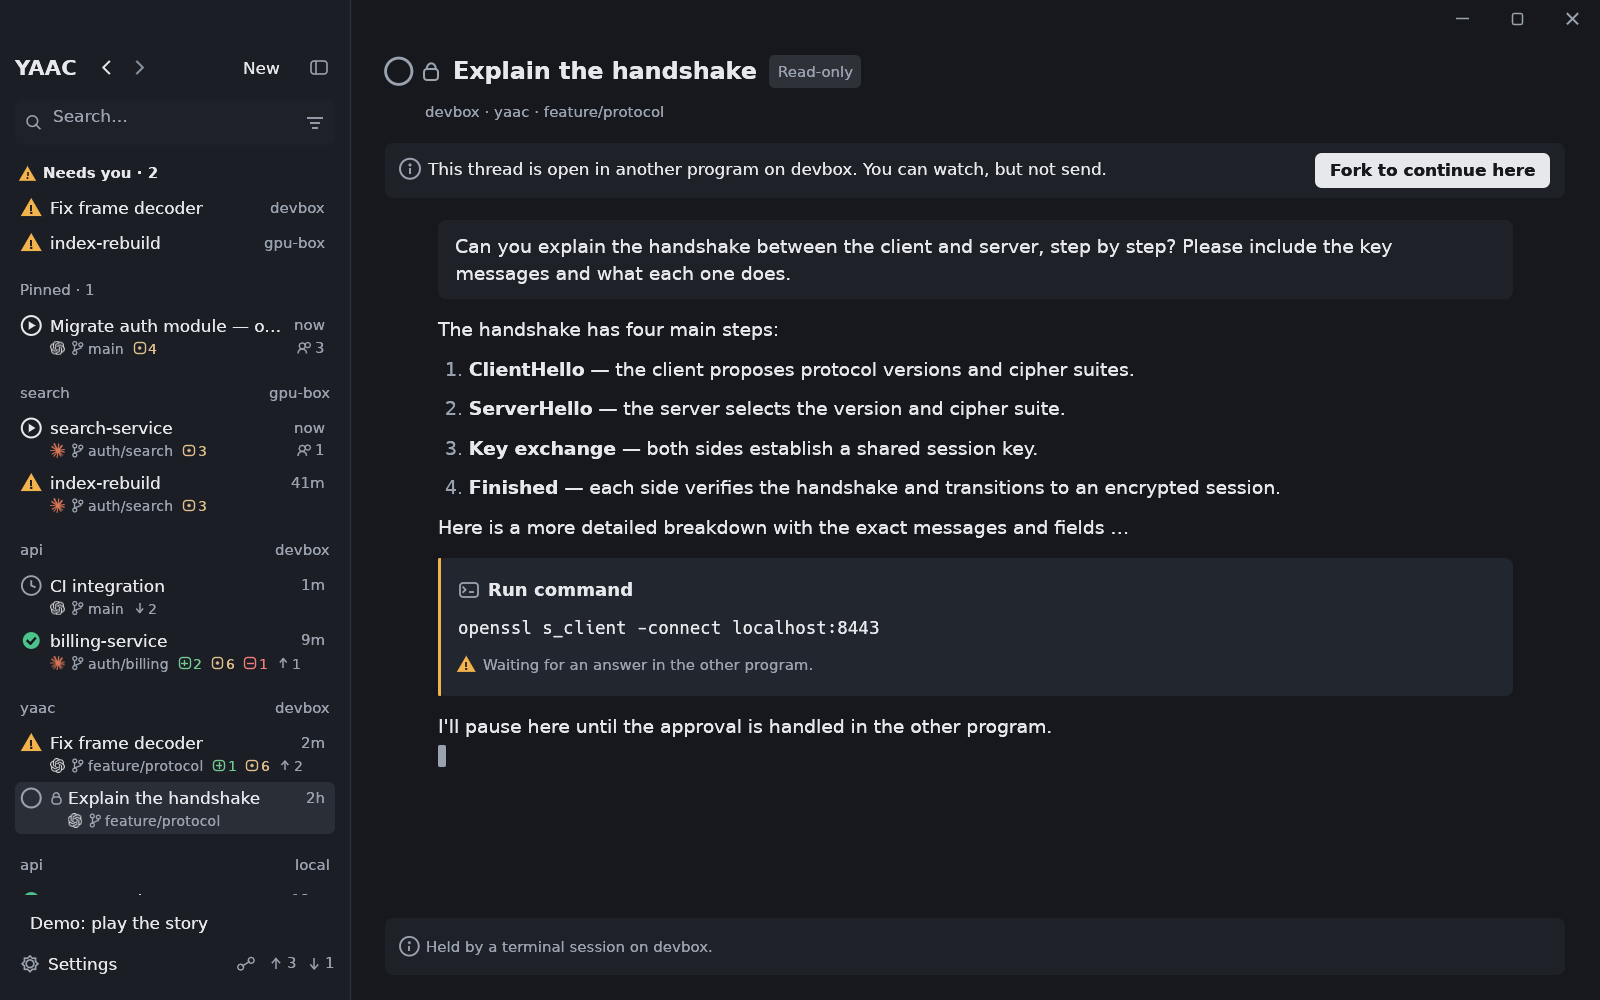 YAAC
New
Search...
Needs you · 2
Fix frame decoder devbox
index-rebuild gpu-box
Pinned · 1
Migrate auth module — o... now
main 4 3
search gpu-box
search-service now
auth/search 3 1
index-rebuild 41m
auth/search 3
api devbox
CI integration 1m
main ↓2
billing-service 9m
auth/billing 2 6 1 ↑1
yaac devbox
Fix frame decoder 2m
feature/protocol 1 6 ↑2
Explain the handshake 2h
feature/protocol
api local
Demo: play the story
Settings ↑3 ↓1
Explain the handshake Read-only
devbox · yaac · feature/protocol
This thread is open in another program on devbox. You can watch, but not send. Fork to continue here
Can you explain the handshake between the client and server, step by step? Please include the key
messages and what each one does.
The handshake has four main steps:
1. ClientHello — the client proposes protocol versions and cipher suites.
2. ServerHello — the server selects the version and cipher suite.
3. Key exchange — both sides establish a shared session key.
4. Finished — each side verifies the handshake and transitions to an encrypted session.
Here is a more detailed breakdown with the exact messages and fields ...
Run command
openssl s_client -connect localhost:8443
Waiting for an answer in the other program.
I'll pause here until the approval is handled in the other program.
Held by a terminal session on devbox.